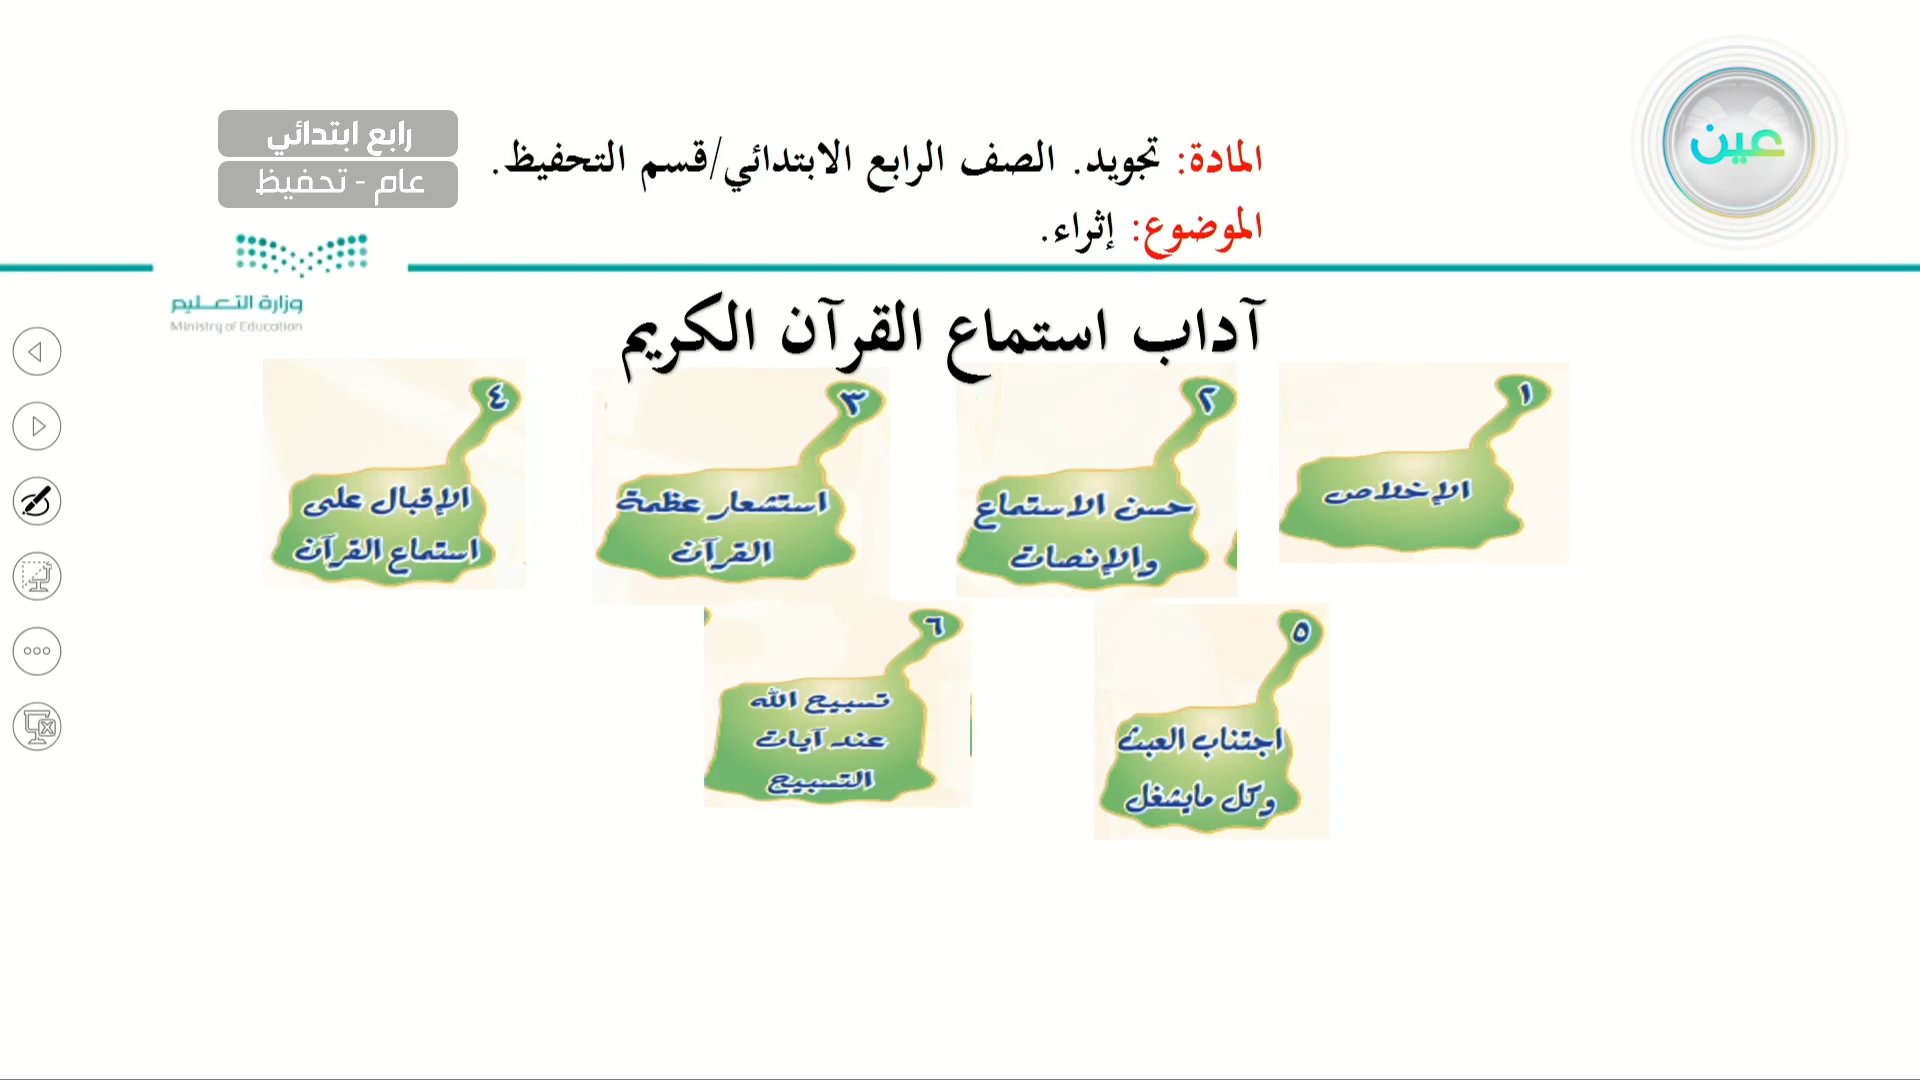 عين
رابع ابتدائي
عام - تحفيظ
المادة: تجويد. الصف الرابع الابتدائي/قسم التحفيظ.
الموضوع: إثراء.
وزارة التعليم
Ministry of Education
آداب استماع القرآن الكريم
١
الإخلاص
٢
حسن الاستماع
والإنصات
٣
استشعار عظمة
القرآن
٤
الإقبال على
استماع القرآن
٥
اجتناب العبث
وكل مايشغل
٦
تسبيح الله
عند آيات
التسبيح